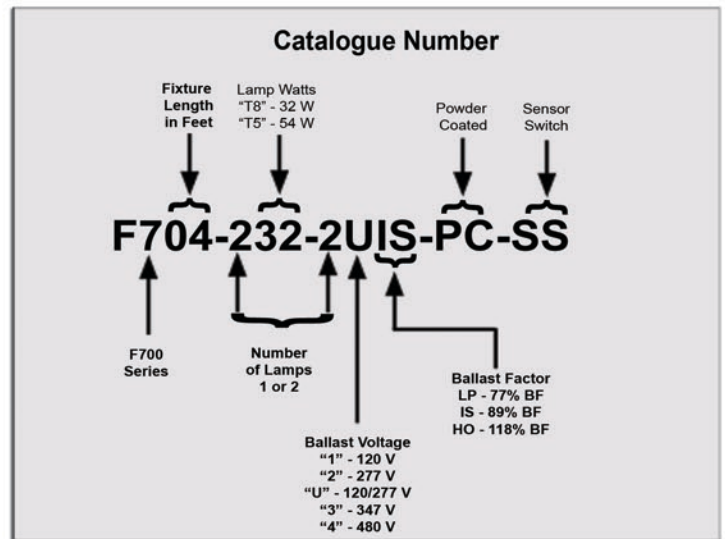 Catalogue Number
Fixture
Length
in Feet
Lamp Watts
“T8” - 32 W
“T5” - 54 W
Powder
Coated
Sensor
Switch
F704-232-2UIS-PC-SS
F700
Series
Number
of Lamps
1 or 2
Ballast Factor
LP - 77% BF
IS - 89% BF
HO - 118% BF
Ballast Voltage
“1” - 120 V
“2” - 277 V
“U” - 120/277 V
“3” - 347 V
“4” - 480 V